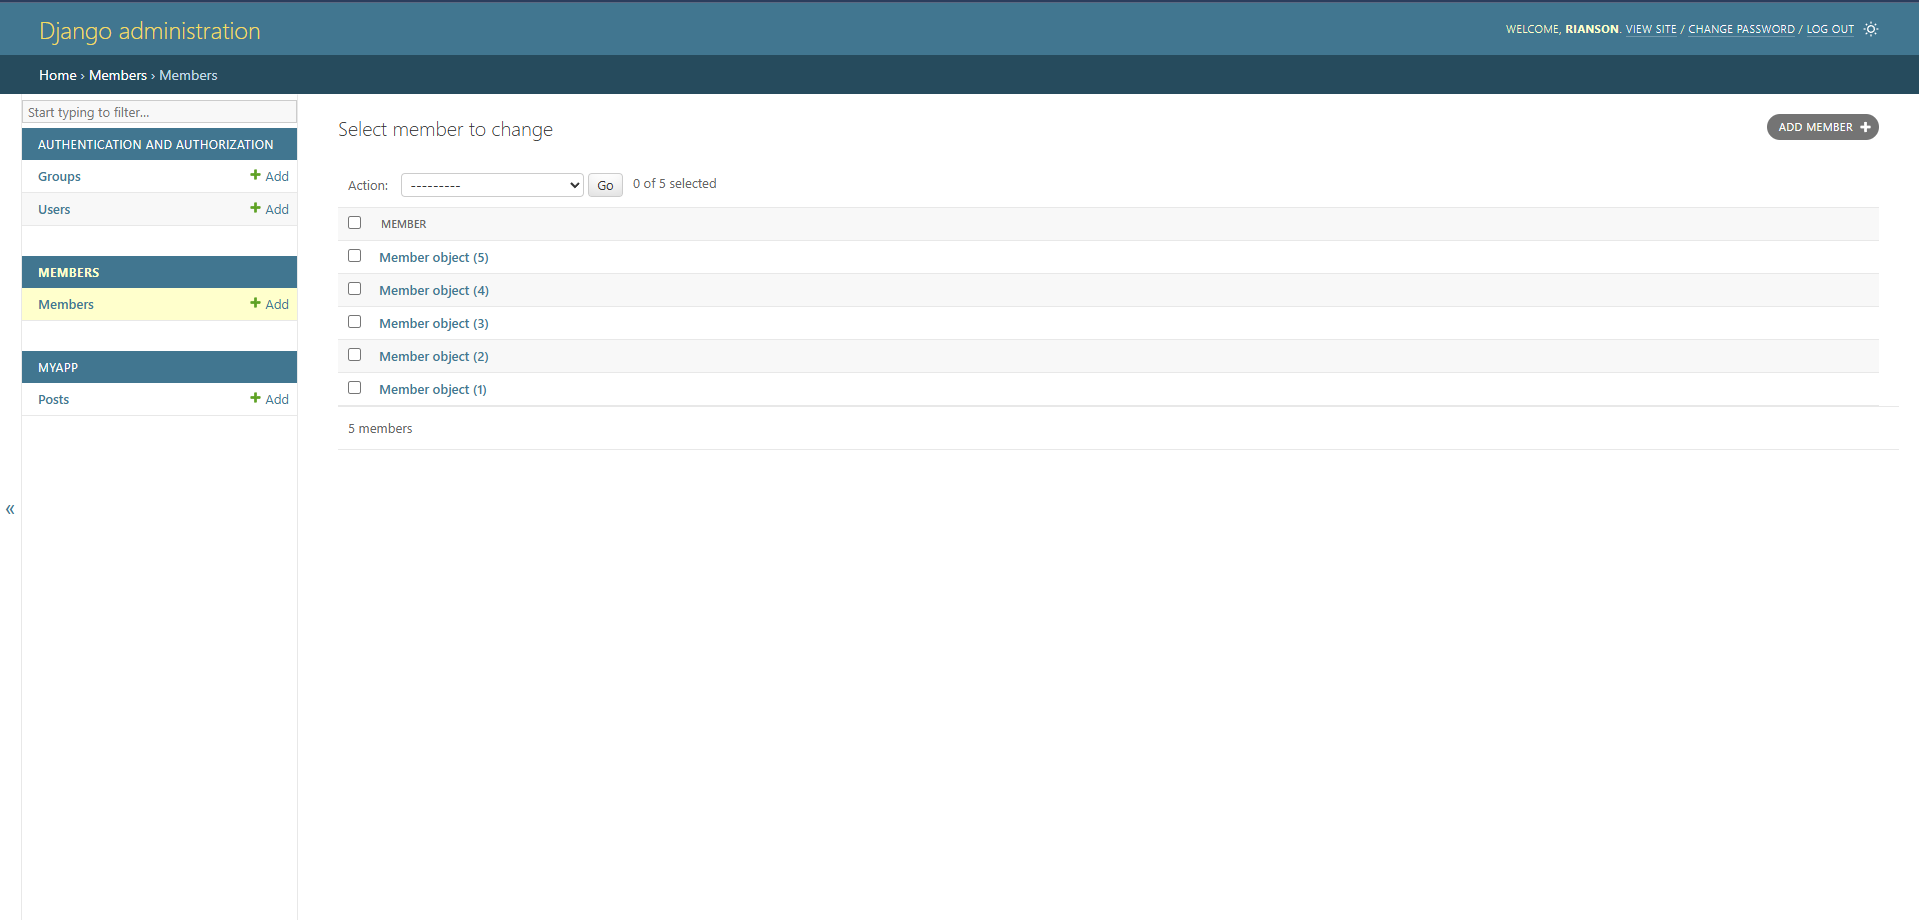 Django administration
WELCOME, RIANSON. VIEW SITE / CHANGE PASSWORD / LOG OUT
Home › Members › Members
Start typing to filter...
AUTHENTICATION AND AUTHORIZATION
Groups + Add
Users + Add
MEMBERS
Members + Add
MYAPP
Posts + Add
«
Select member to change
ADD MEMBER +
Action: --------- Go 0 of 5 selected
MEMBER
Member object (5)
Member object (4)
Member object (3)
Member object (2)
Member object (1)
5 members